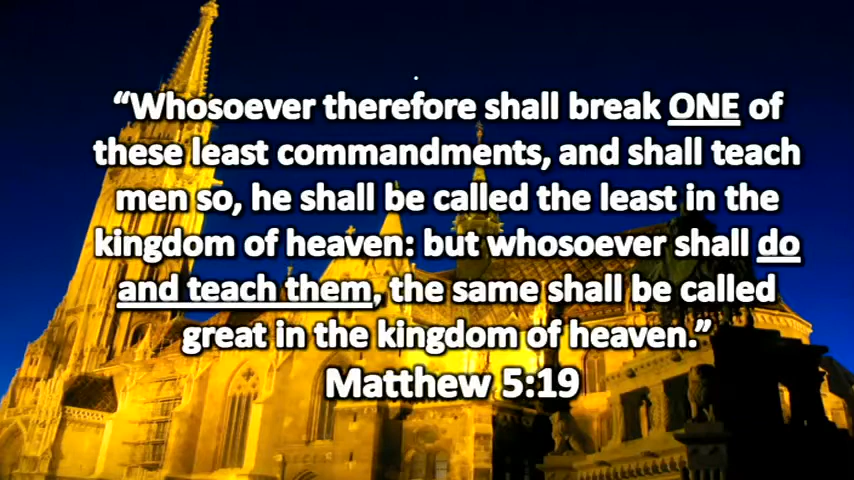 “Whosoever therefore shall break ONE of
these least commandments, and shall teach
men so, he shall be called the least in the
kingdom of heaven: but whosoever shall do
and teach them, the same shall be called
great in the kingdom of heaven.”
Matthew 5:19